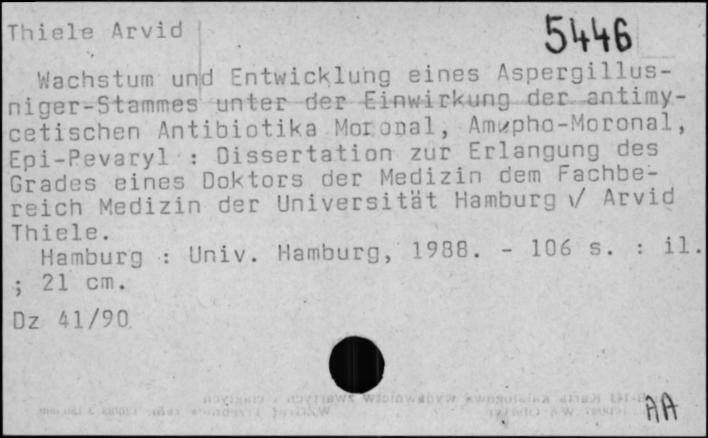 Thiele Arvid
5446
Wachstum und Entwicklung eines Aspergillus-
niger-Stammes unter der Einwirkung der antimy-
cetischen Antibiotika Moronal, Ampho-Moronal,
Epi-Pevaryl : Dissertation zur Erlangung des
Grades eines Doktors der Medizin dem Fachbe-
reich Medizin der Universität Hamburg / Arvid
Thiele.
Hamburg : Univ. Hamburg, 1988. - 106 s. : il.
; 21 cm.
Dz 41/90
AA